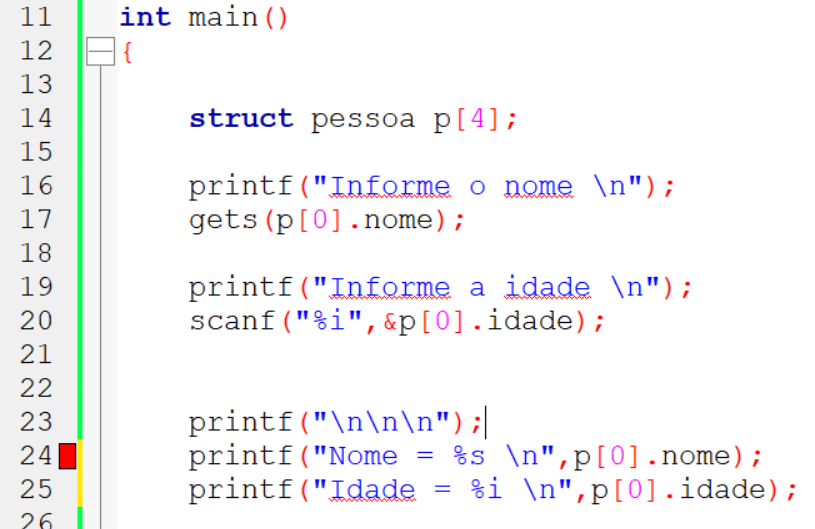 11 int main()
12 {
13
14 struct pessoa p[4];
15
16 printf("Informe o nome \n");
17 gets(p[0].nome);
18
19 printf("Informe a idade \n");
20 scanf("%i",&p[0].idade);
21
22
23 printf("\n\n\n");
24 printf("Nome = %s \n",p[0].nome);
25 printf("Idade = %i \n",p[0].idade);
26